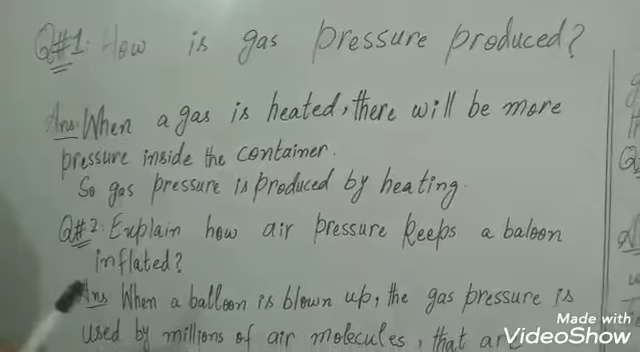 Q#1: How is gas pressure produced?
Ans: When a gas is heated, there will be more
pressure inside the container.
So gas pressure is produced by heating.
Q#2: Explain how air pressure keeps a baloon
inflated?
Ans When a balloon is blown up, the gas pressure is
used by millions of air molecules, that are
Made with
VideoShow